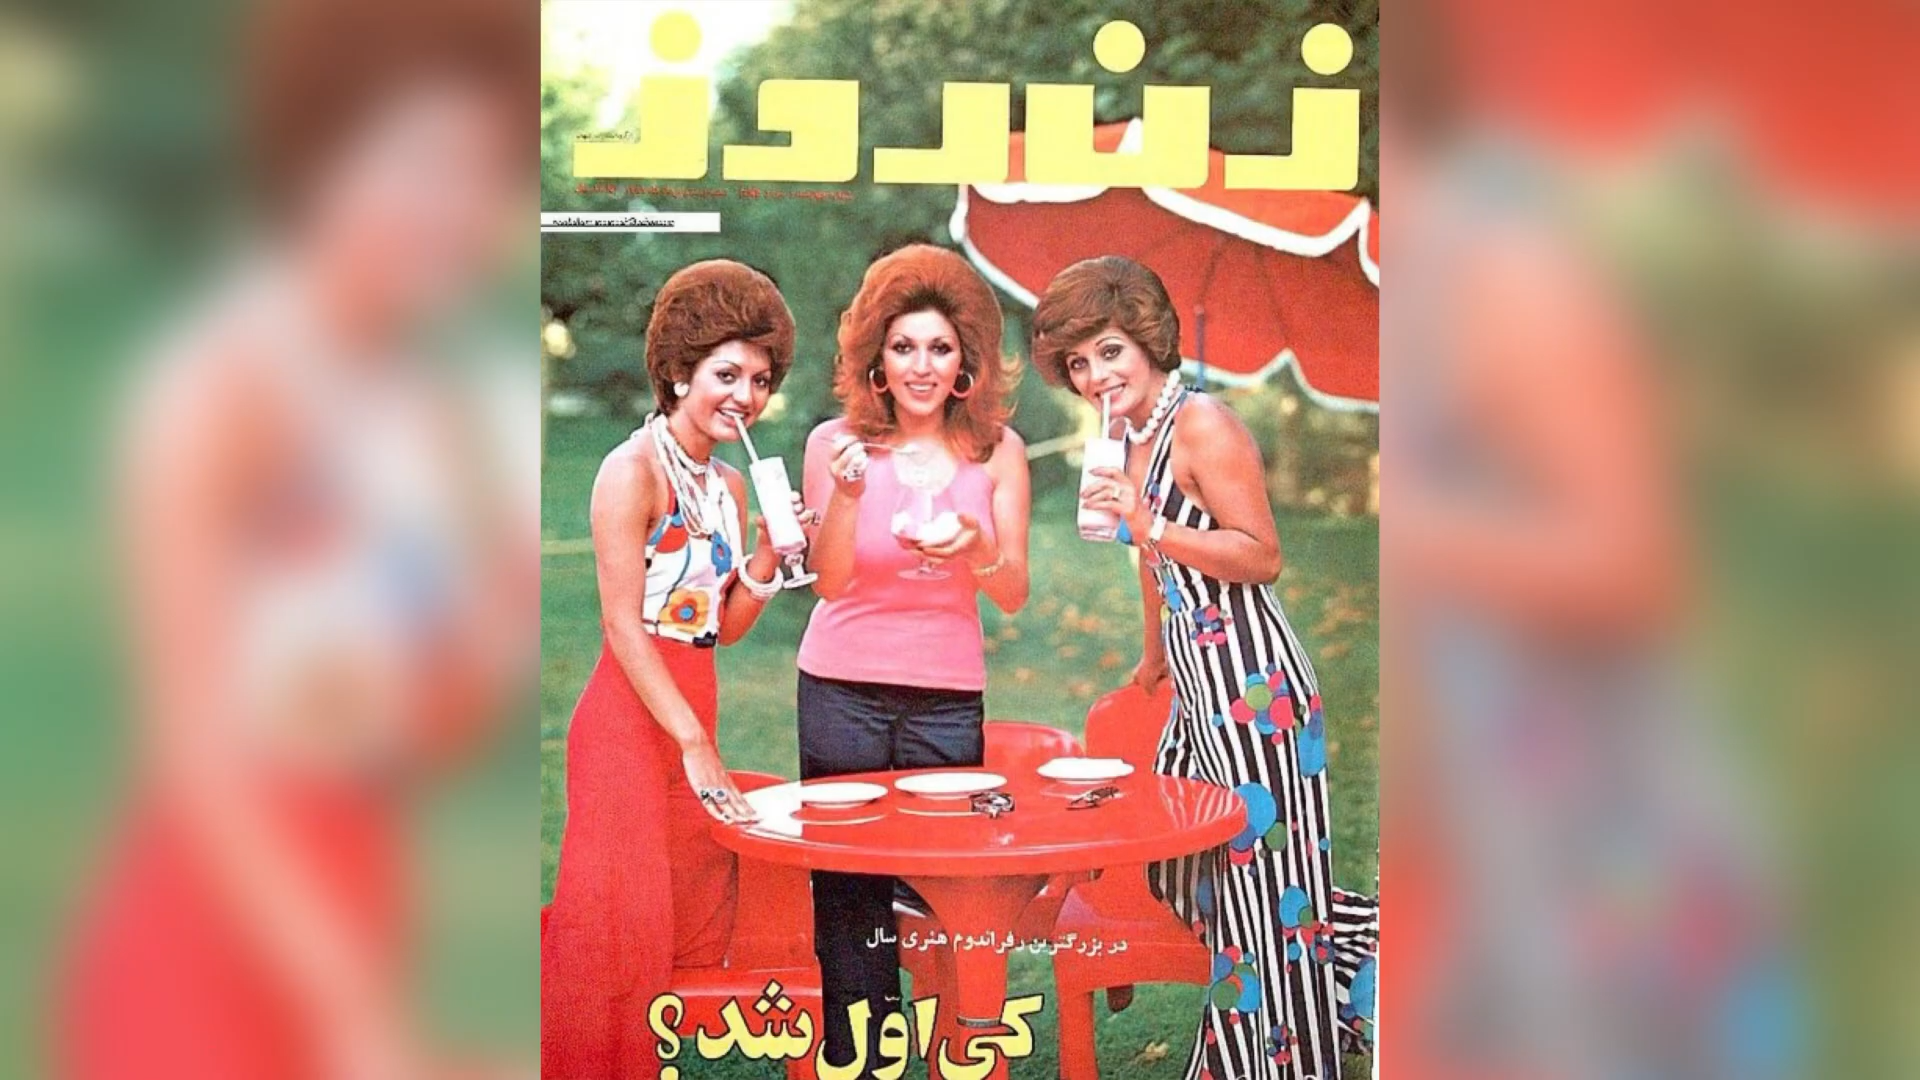 زن روز
در بزرگترین رفراندوم هنری سال
کی اوّل شد؟